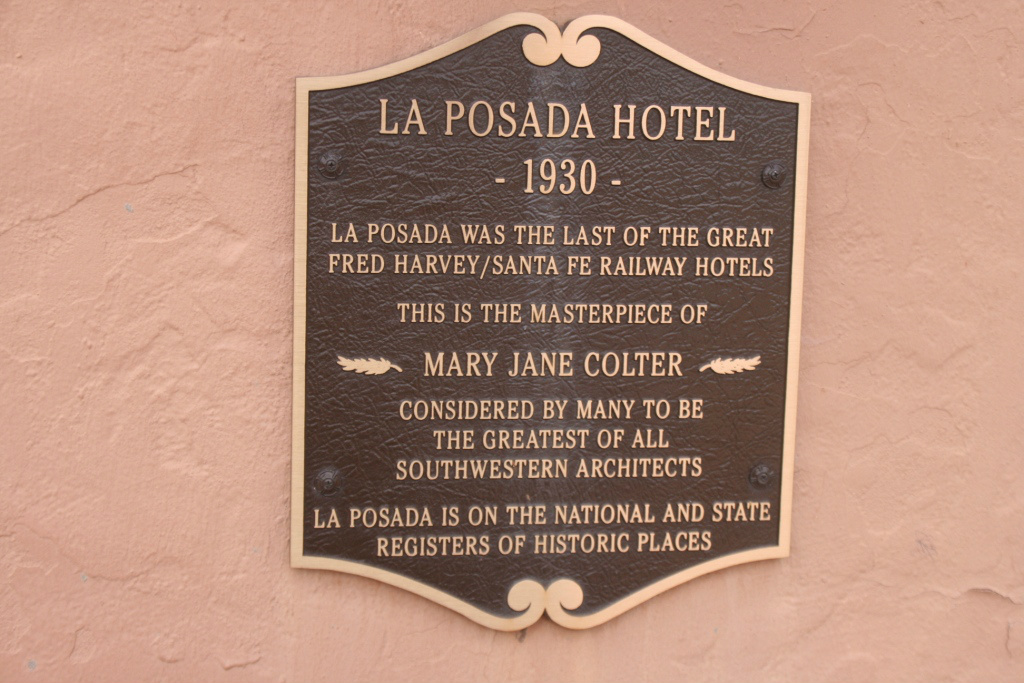 LA POSADA HOTEL
- 1930 -
LA POSADA WAS THE LAST OF THE GREAT
FRED HARVEY/SANTA FE RAILWAY HOTELS
THIS IS THE MASTERPIECE OF
MARY JANE COLTER
CONSIDERED BY MANY TO BE
THE GREATEST OF ALL
SOUTHWESTERN ARCHITECTS
LA POSADA IS ON THE NATIONAL AND STATE
REGISTERS OF HISTORIC PLACES